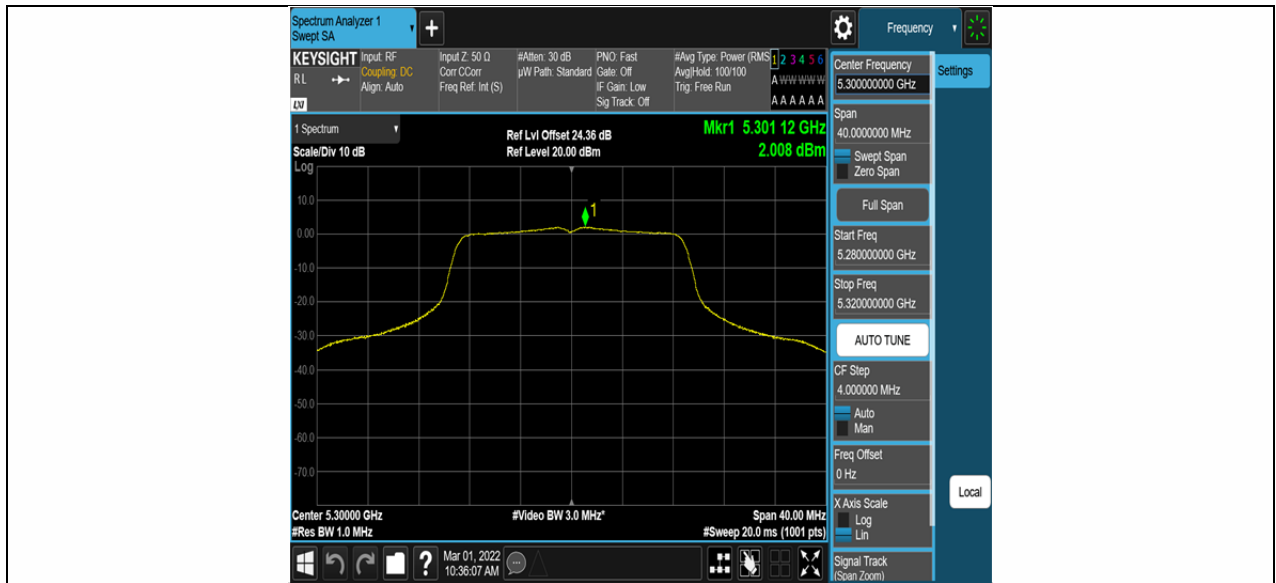 Spectrum Analyzer 1
Swept SA
+
Frequency
KEYSIGHT
RL
LXI
Input: RF
Coupling: DC
Align: Auto
Input Z: 50 Ω
Corr CCorr
Freq Ref: Int (S)
#Atten: 30 dB
µW Path: Standard
PNO: Fast
Gate: Off
IF Gain: Low
Sig Track: Off
#Avg Type: Power (RMS
Avg|Hold: 100/100
Trig: Free Run
1 2 3 4 5 6
A W W W W W
A A A A A A
1 Spectrum
Scale/Div 10 dB
Log
Ref Lvl Offset 24.36 dB
Ref Level 20.00 dBm
Mkr1 5.301 12 GHz
2.008 dBm
1
10.0
0.00
-10.0
-20.0
-30.0
-40.0
-50.0
-60.0
-70.0
Center 5.30000 GHz
#Res BW 1.0 MHz
#Video BW 3.0 MHz*
Span 40.00 MHz
#Sweep 20.0 ms (1001 pts)
?
Mar 01, 2022
10:36:07 AM
Center Frequency
5.300000000 GHz
Span
40.0000000 MHz
Swept Span
Zero Span
Full Span
Start Freq
5.280000000 GHz
Stop Freq
5.320000000 GHz
AUTO TUNE
CF Step
4.000000 MHz
Auto
Man
Freq Offset
0 Hz
X Axis Scale
Log
Lin
Signal Track
(Span Zoom)
Settings
Local